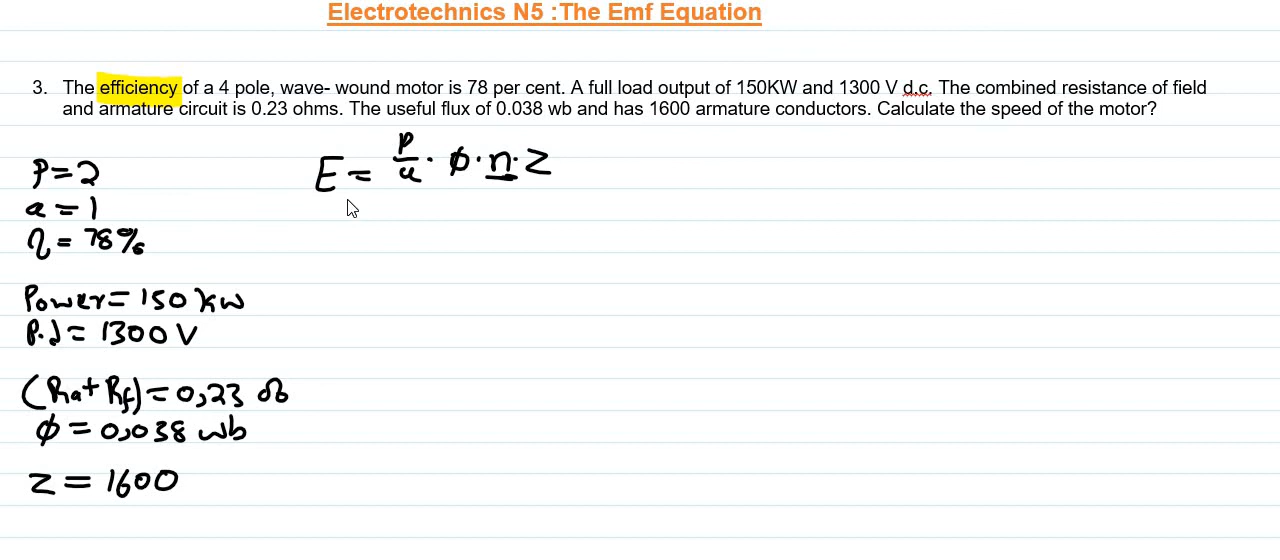 Electrotechnics N5 :The Emf Equation
3. The efficiency of a 4 pole, wave- wound motor is 78 per cent. A full load output of 150KW and 1300 V d.c. The combined resistance of field
and armature circuit is 0.23 ohms. The useful flux of 0.038 wb and has 1600 armature conductors. Calculate the speed of the motor?
E = P/a · ϕ · n · Z
P = 2
a = 1
η = 78%
Power = 150 kw
P.d = 1300 V
(Ra + Rf) = 0,23 Ω
ϕ = 0,038 wb
Z = 1600